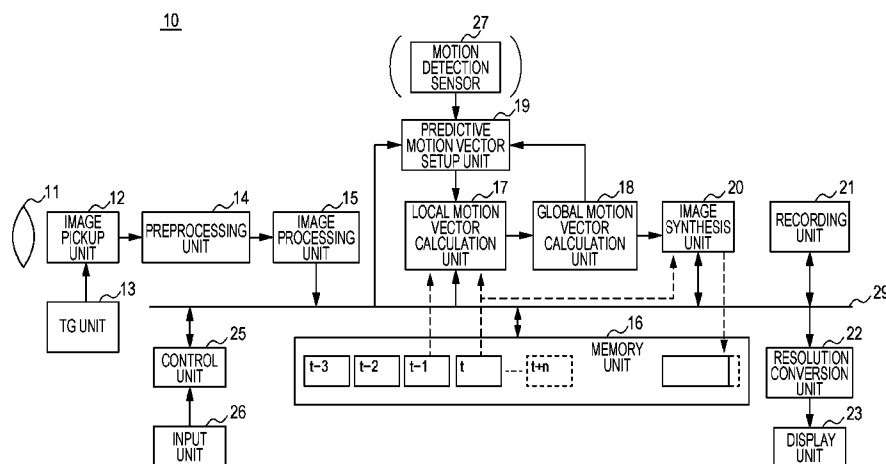 10
27
MOTION
DETECTION
SENSOR
19
PREDICTIVE
MOTION VECTOR
SETUP UNIT
11
12
IMAGE
PICKUP
UNIT
14
PREPROCESSING
UNIT
15
IMAGE
PROCESSING
UNIT
17
LOCAL MOTION
VECTOR
CALCULATION
UNIT
18
GLOBAL MOTION
VECTOR
CALCULATION
UNIT
20
IMAGE
SYNTHESIS
UNIT
21
RECORDING
UNIT
13
TG UNIT
29
25
CONTROL
UNIT
16
MEMORY
UNIT
t-3
t-2
t-1
t
t+n
22
RESOLUTION
CONVERSION
UNIT
26
INPUT
UNIT
23
DISPLAY
UNIT